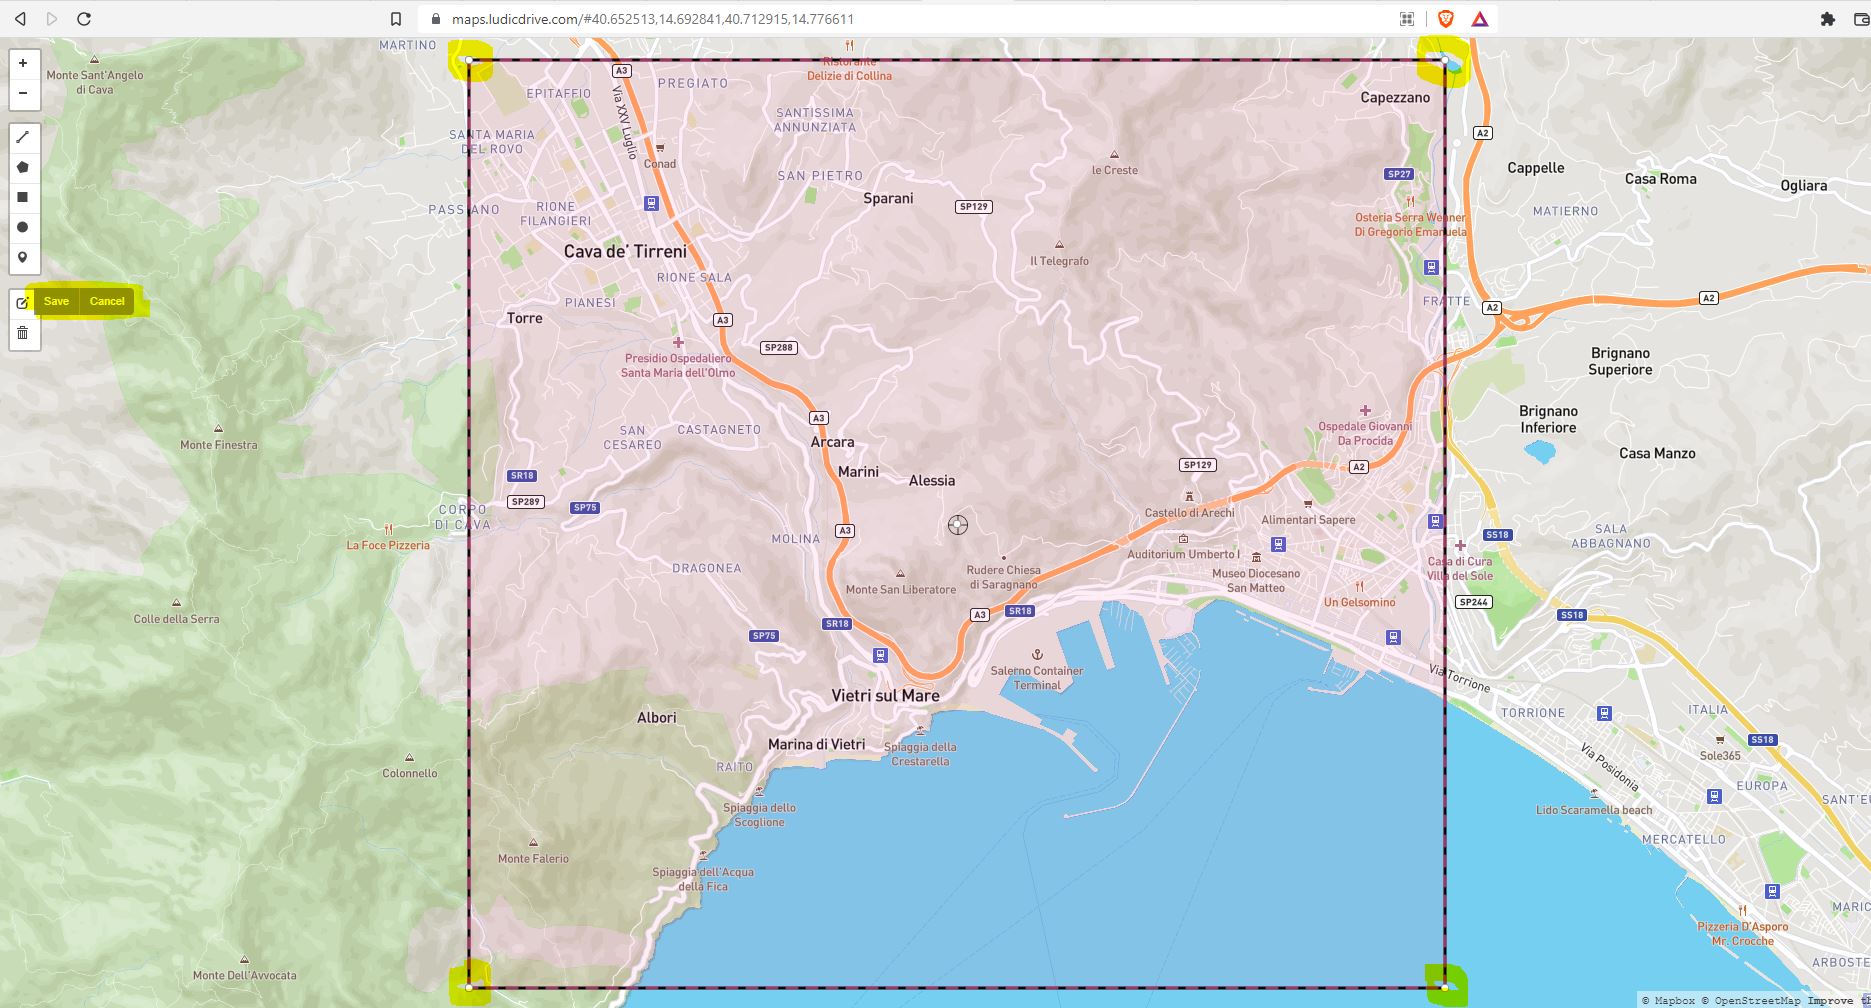 maps.ludicdrive.com/#40.652513,14.692841,40.712915,14.776611
MARTINO
Monte Sant'Angelo
di Cava
A3
Ristorante
Delizie di Collina
PREGIATO
EPITAFFIO
Via XXV Luglio
Capezzano
SANTISSIMA
ANNUNZIATA
SANTA MARIA
DEL ROVO
A2
Conad
le Creste
Cappelle
Casa Roma
Ogliara
SAN PIETRO
SP27
Sparani
SP129
PASSIANO
RIONE
FILANGIERI
MATIERNO
Osteria Serra Wenner
Di Gregorio Emanuela
Cava de' Tirreni
Il Telegrafo
RIONE SALA
Save
Cancel
PIANESI
FRATTE
A2
A2
Torre
A3
SP288
Presidio Ospedaliero
Santa Maria dell'Olmo
Brignano
Superiore
A3
SAN
CESAREO
CASTAGNETO
Arcara
Ospedale Giovanni
Da Procida
Brignano
Inferiore
Monte Finestra
Casa Manzo
SR18
Marini
Alessia
SP129
A2
SP289
SP75
CORPO
DI CAVA
Castello di Arechi
Alimentari Sapere
A3
SS18
SALA
ABBAGNANO
La Foce Pizzeria
MOLINA
Auditorium Umberto I
DRAGONEA
Rudere Chiesa
di Saragnano
Museo Diocesano
San Matteo
Casa di Cura
Villa del Sole
Monte San Liberatore
Un Gelsomino
SP244
Colle della Serra
A3
SR18
SR18
SS18
SP75
Salerno Container
Terminal
Via Torrione
Vietri sul Mare
Albori
TORRIONE
ITALIA
Marina di Vietri
Spiaggia della
Crestarella
SS18
Sole365
RAITO
Colonnello
Via Posidonia
EUROPA
SANT'EU
Spiaggia dello
Scoglione
Lido Scaramella beach
MERCATELLO
Monte Falerio
Spiaggia dell'Acqua
della Fica
MARIC
Pizzeria D'Asporo
Mr. Crocche
Monte Dell'Avvocata
ARBOSTE
© Mapbox © OpenStreetMap Improve th